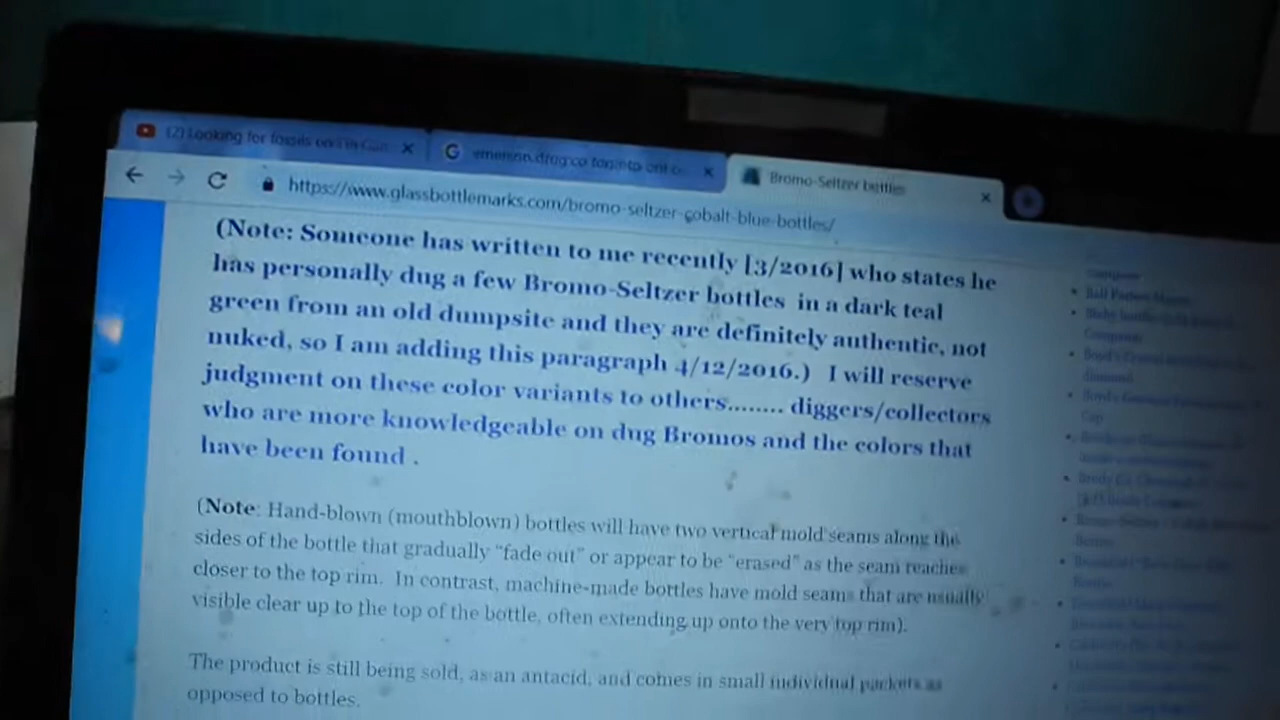 (2) Looking for fossils
Bromo-Seltzer bottles
https://www.glassbottlemarks.com/bromo-seltzer-cobalt-blue-bottles/
(Note: Someone has written to me recently [3/2016] who states he
has personally dug a few Bromo-Seltzer bottles in a dark teal
green from an old dumpsite and they are definitely authentic, not
nuked, so I am adding this paragraph 4/12/2016.) I will reserve
judgment on these color variants to others........ diggers/collectors
who are more knowledgeable on dug Bromos and the colors that
have been found .
(Note: Hand-blown (mouthblown) bottles will have two vertical mold seams along the
sides of the bottle that gradually "fade out" or appear to be "erased" as the seam reaches
closer to the top rim. In contrast, machine-made bottles have mold seams that are usually
visible clear up to the top of the bottle, often extending up onto the very top rim).
The product is still being sold, as an antacid, and comes in small individual packets as
opposed to bottles.